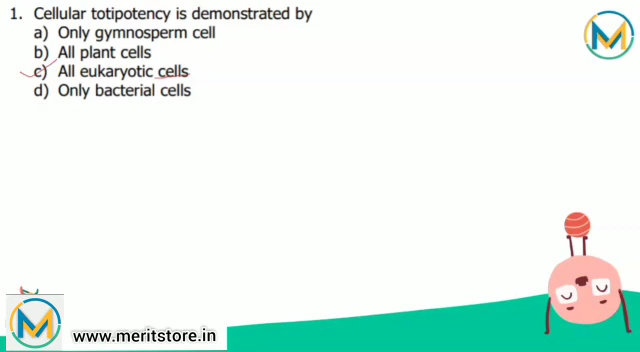 1. Cellular totipotency is demonstrated by
a) Only gymnosperm cell
b) All plant cells
c) All eukaryotic cells
d) Only bacterial cells
www.meritstore.in